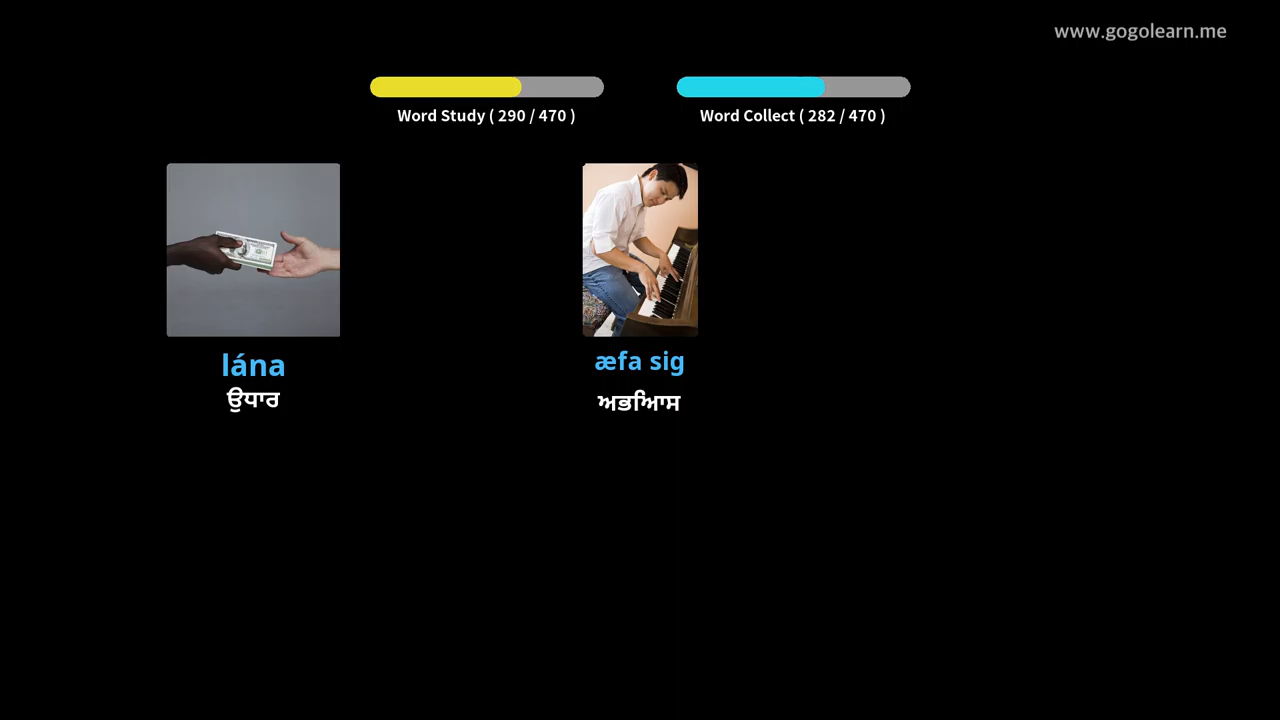 www.gogolearn.me
Word Study ( 290 / 470 )
Word Collect ( 282 / 470 )
lána
ਉਧਾਰ
æfa sig
ਅਭਿਆਸ